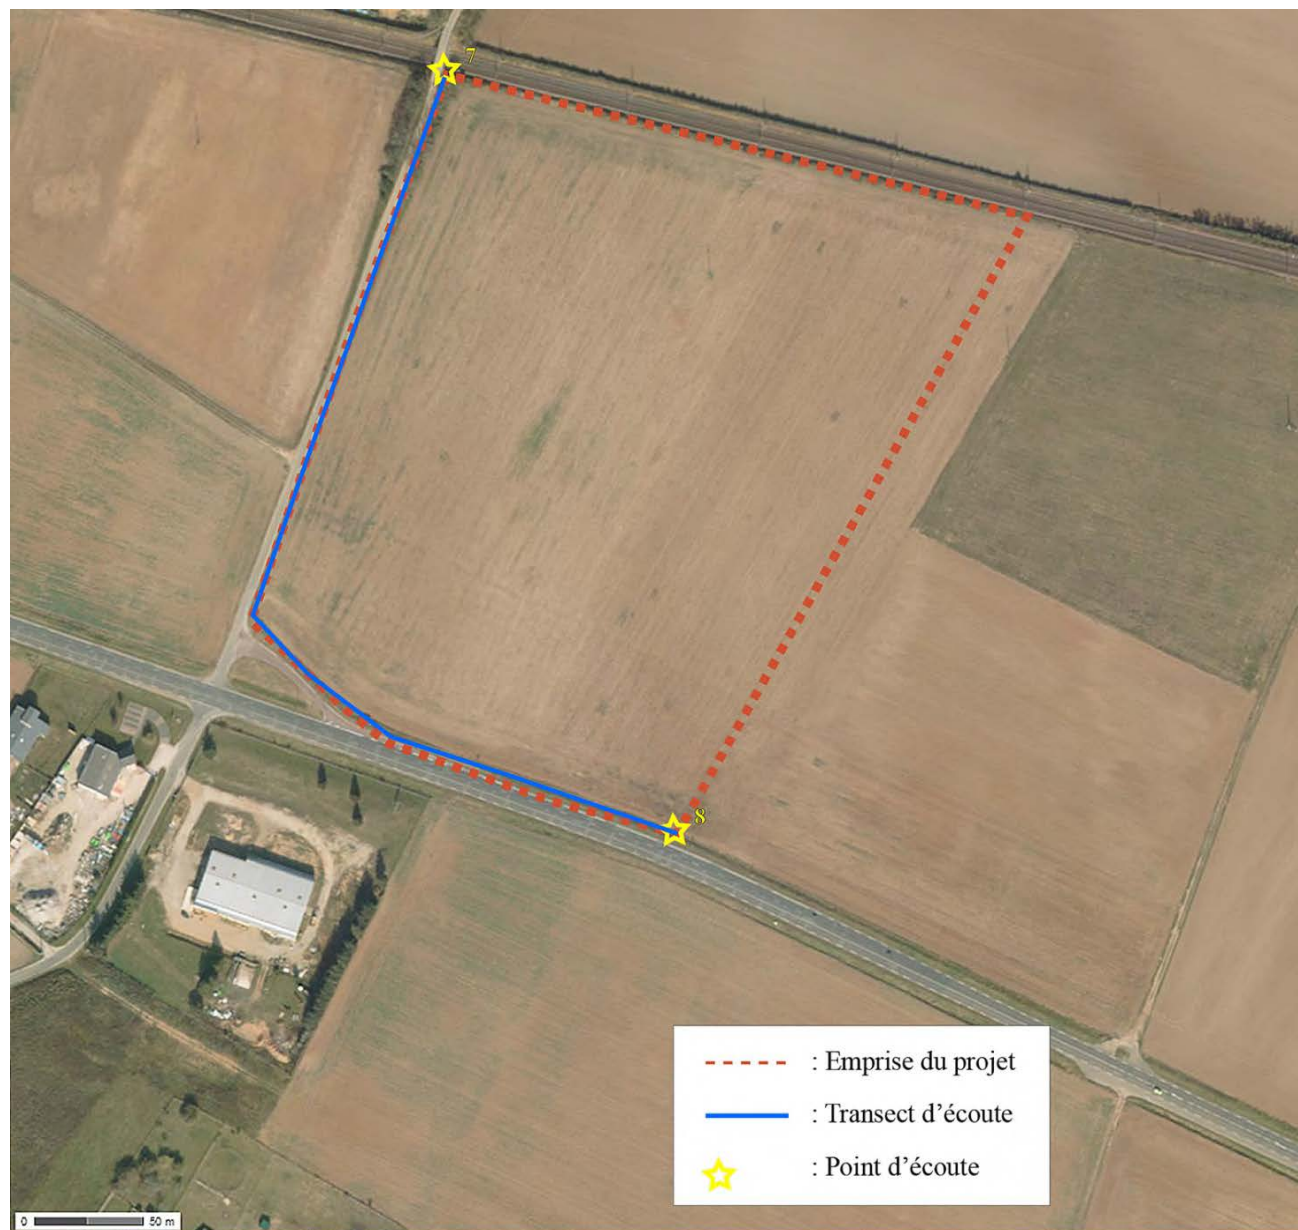 7
8
: Emprise du projet
: Transect d'écoute
: Point d'écoute
0 50 m